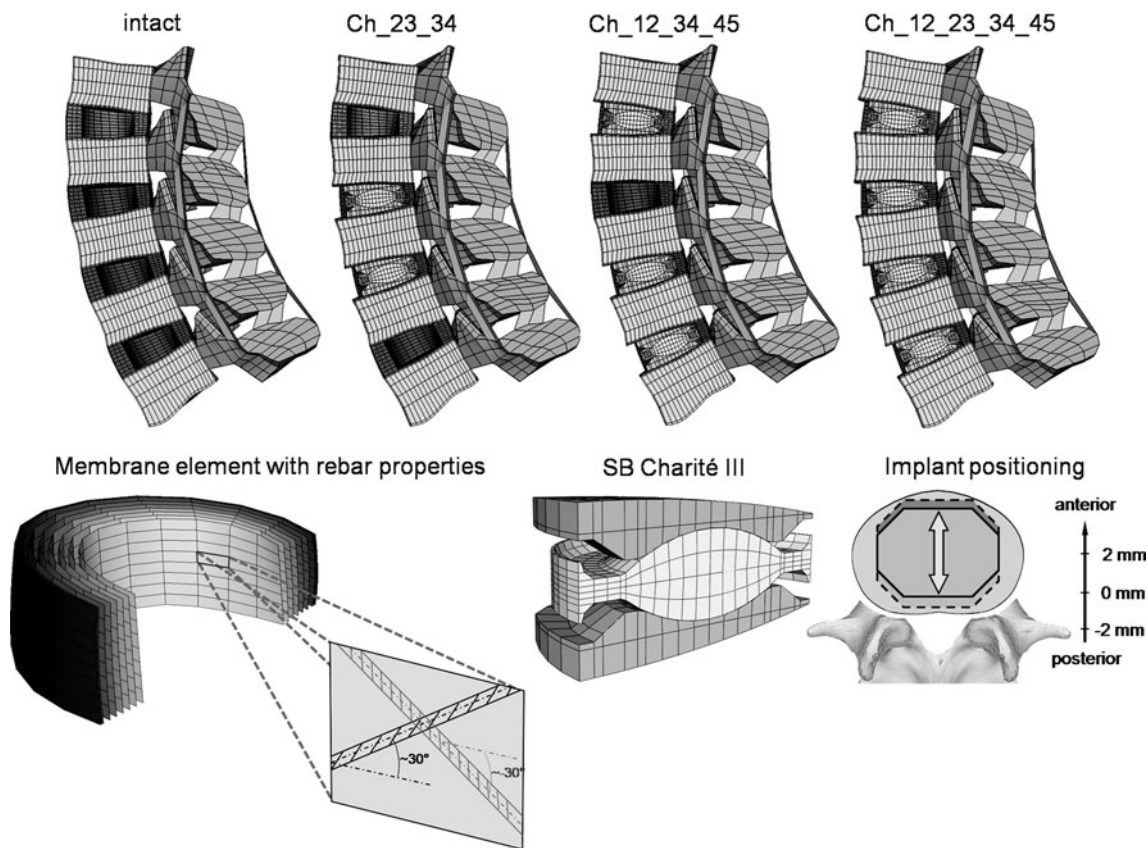 intact
Ch_23_34
Ch_12_34_45
Ch_12_23_34_45
Membrane element with rebar properties
SB Charité III
Implant positioning
anterior
2 mm
0 mm
-2 mm
posterior
~30°
~-30°